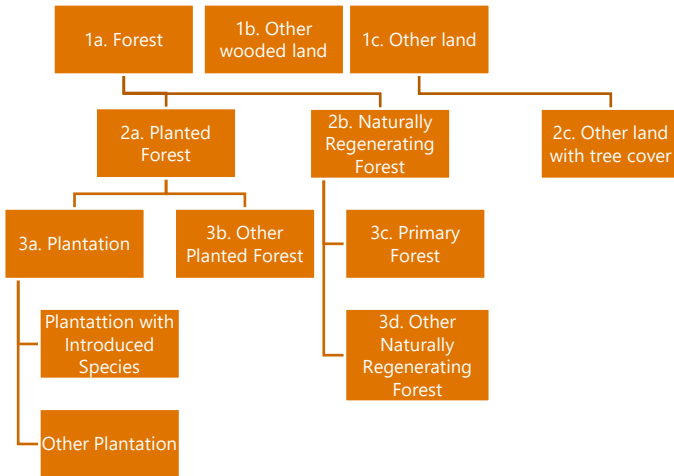 1a. Forest
1b. Other
wooded land
1c. Other land
2a. Planted
Forest
2b. Naturally
Regenerating
Forest
2c. Other land
with tree cover
3a. Plantation
3b. Other
Planted Forest
3c. Primary
Forest
Plantattion with
Introduced
Species
3d. Other
Naturally
Regenerating
Forest
Other Plantation